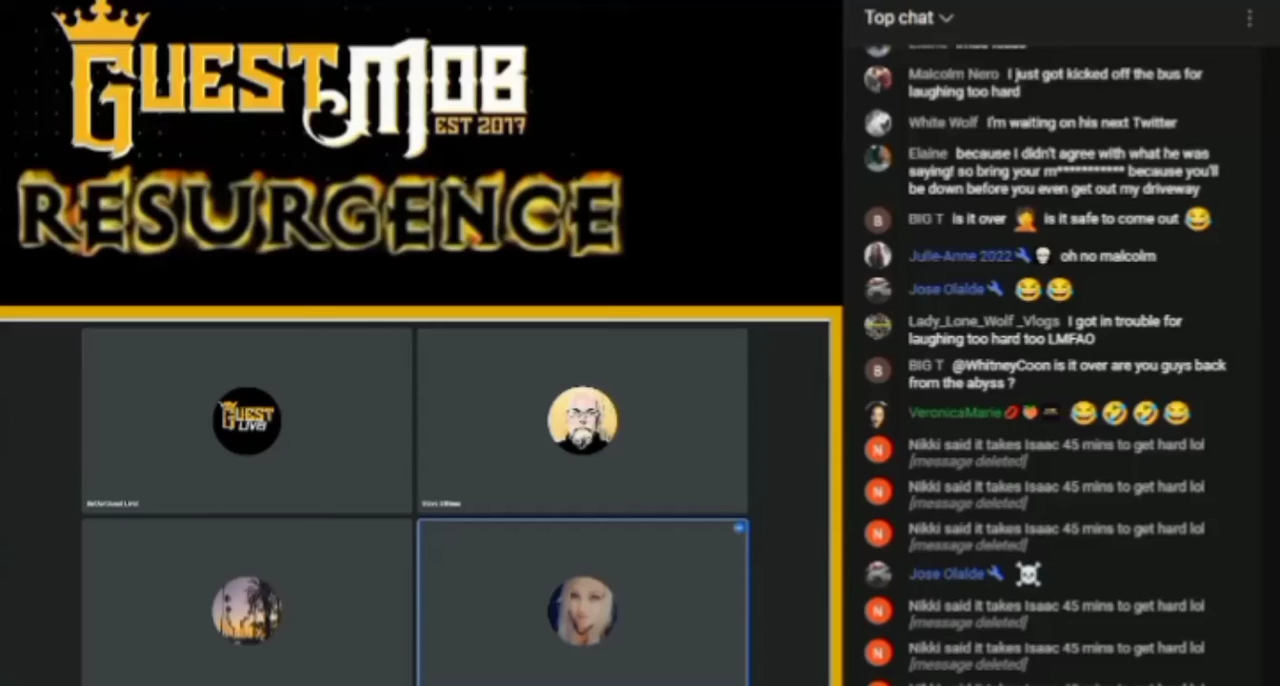 GUEST MOB
EST 2017
RESURGENCE
GUEST
LIVE!
Top chat
Elaine
Malcolm Nero I just got kicked off the bus for
laughing too hard
White Wolf I'm waiting on his next Twitter
Elaine because I didn't agree with what he was
saying! so bring your m*********** because you'll
be down before you even get out my driveway
BIG T is it over 🤦 is it safe to come out 😂
Julie-Anne 2022 💀 oh no malcolm
Jose Olalde 😂 😂
Lady_Lone_Wolf_Vlogs I got in trouble for
laughing too hard too LMFAO
BIG T @WhitneyCoon is it over are you guys back
from the abyss ?
VeronicaMarie 💋 🍑 😂 🤣 🤣 😂
Nikki said it takes Isaac 45 mins to get hard lol
[message deleted]
Nikki said it takes Isaac 45 mins to get hard lol
[message deleted]
Nikki said it takes Isaac 45 mins to get hard lol
[message deleted]
Jose Olalde ☠️
Nikki said it takes Isaac 45 mins to get hard lol
[message deleted]
Nikki said it takes Isaac 45 mins to get hard lol
[message deleted]
B
B
N
N
N
N
N